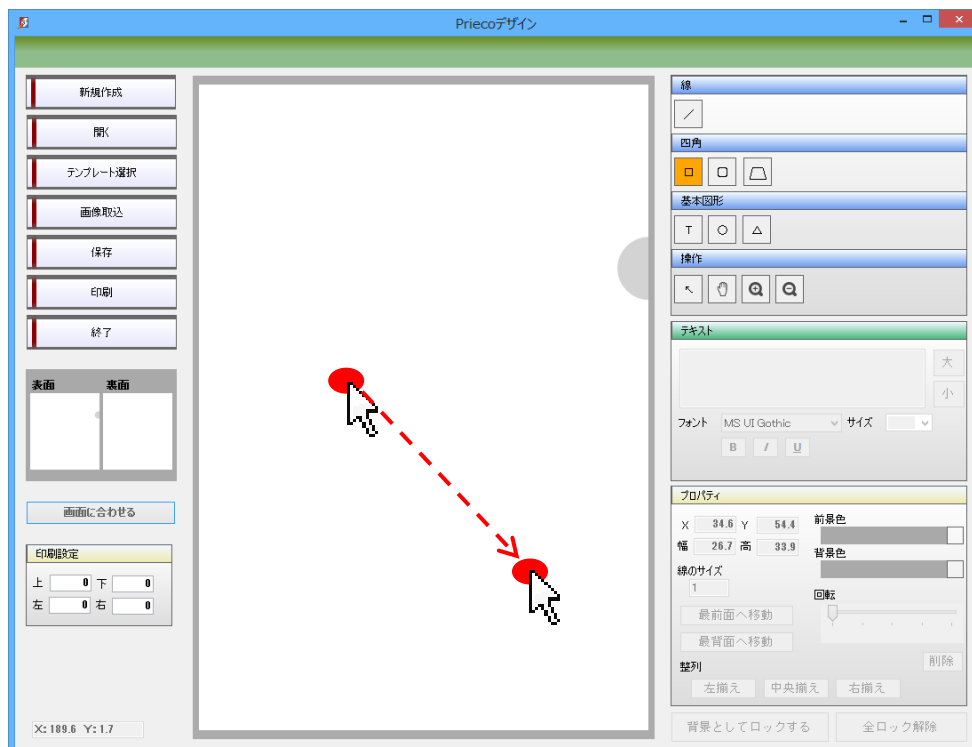 Priecoデザイン
新規作成
開く
テンプレート選択
画像取込
保存
印刷
終了
表面 裏面
画面に合わせる
印刷設定
上 0 下 0
左 0 右 0
X: 189.6 Y: 1.7
線
四角
基本図形
T
操作
テキスト
大
小
フォント MS UI Gothic サイズ
B I U
プロパティ
X 34.6 Y 54.4 前景色
幅 26.7 高 33.9 背景色
線のサイズ
1
回転
最前面へ移動
最背面へ移動
削除
整列
左揃え 中央揃え 右揃え
背景としてロックする 全ロック解除